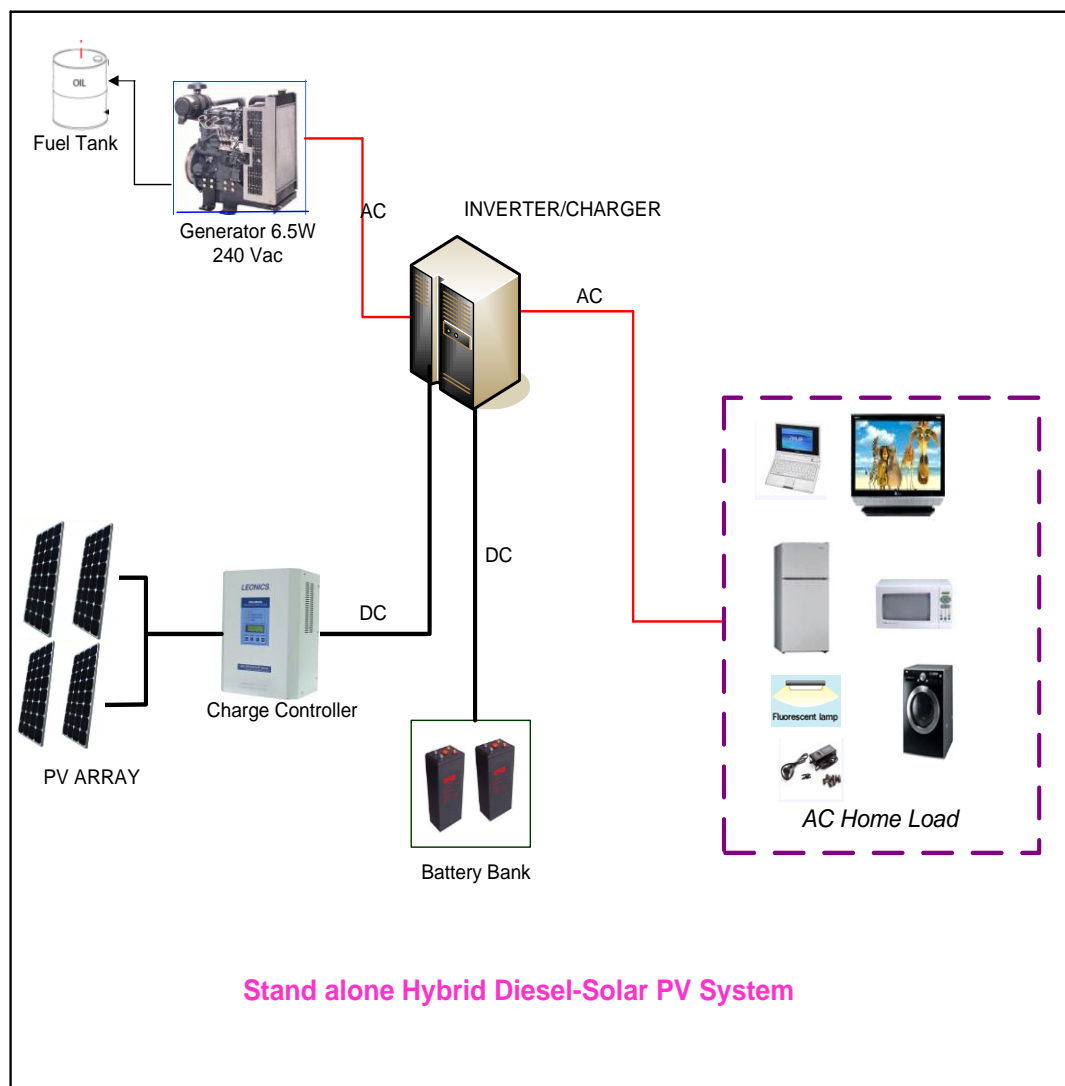 OIL
Fuel Tank
Generator 6.5W
240 Vac
AC
INVERTER/CHARGER
AC
DC
DC
LEONICS
Charge Controller
PV ARRAY
Battery Bank
Fluorescent lamp
AC Home Load
Stand alone Hybrid Diesel-Solar PV System